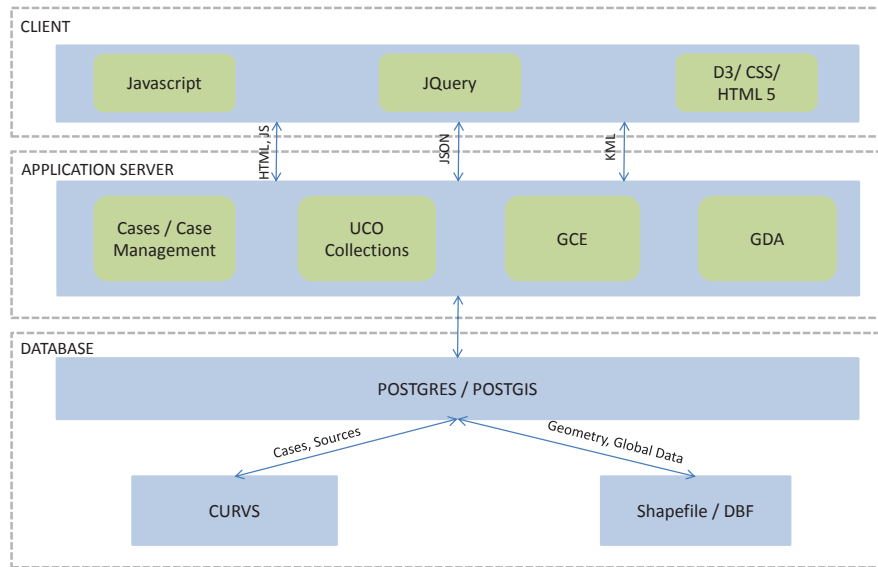 CLIENT
Javascript
JQuery
D3/ CSS/
HTML 5
HTML, JS
JSON
KML
APPLICATION SERVER
Cases / Case
Management
UCO
Collections
GCE
GDA
DATABASE
POSTGRES / POSTGIS
Cases, Sources
Geometry, Global Data
CURVS
Shapefile / DBF